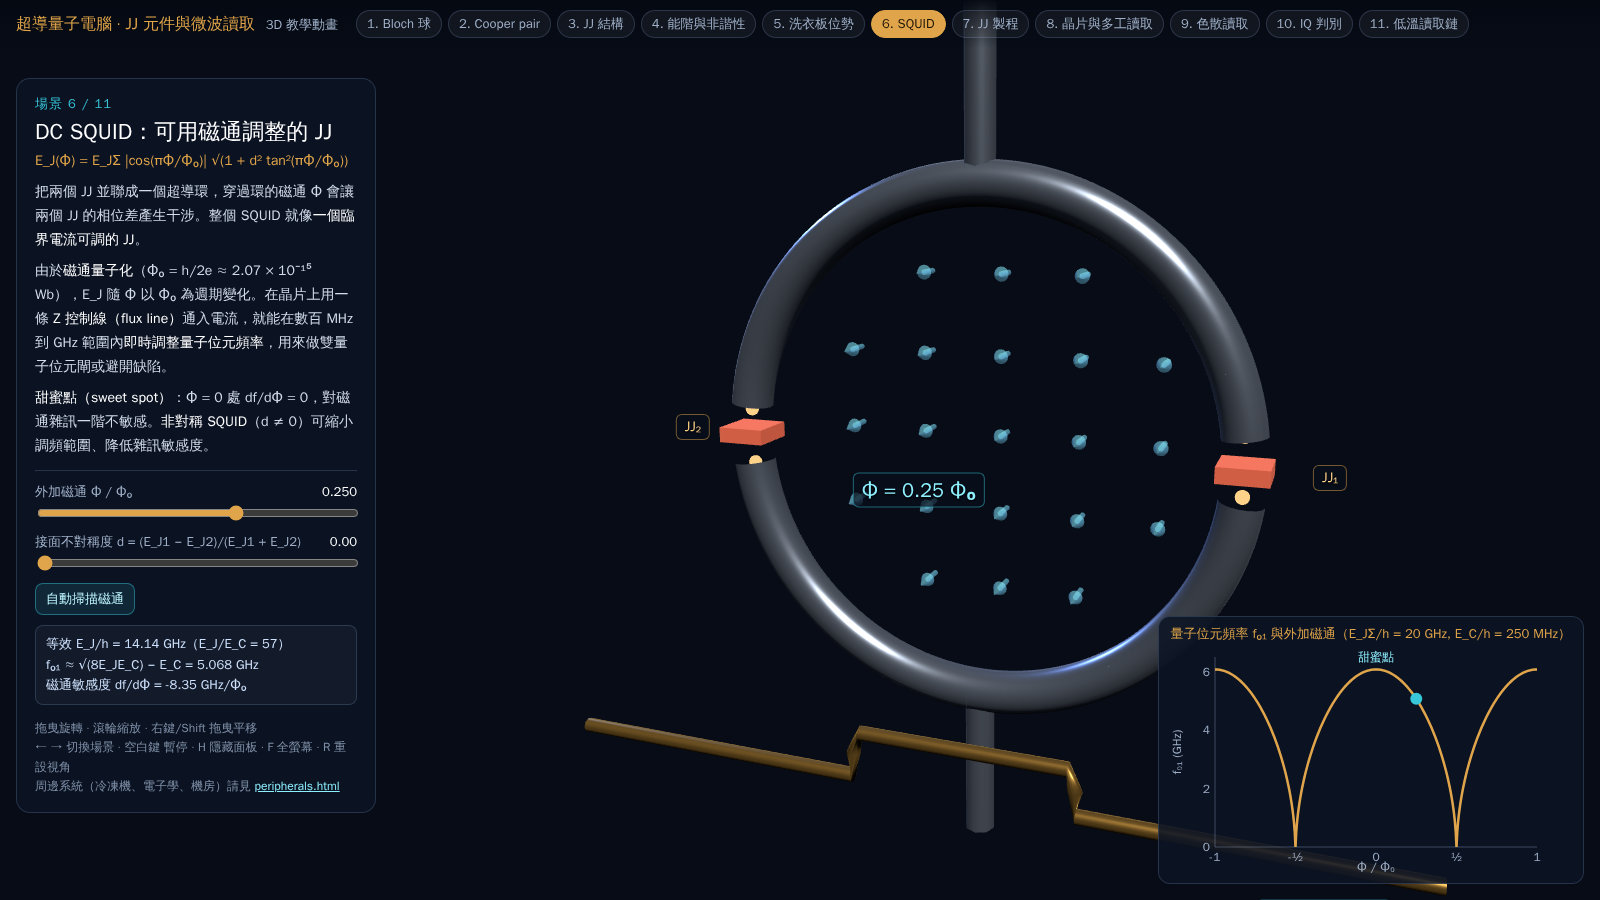 超導量子電腦 · JJ 元件與微波讀取 3D 教學動畫
1. Bloch 球
2. Cooper pair
3. JJ 結構
4. 能階與非諧性
5. 洗衣板位勢
6. SQUID
7. JJ 製程
8. 晶片與多工讀取
9. 色散讀取
10. IQ 判別
11. 低溫讀取鏈
場景 6 / 11
DC SQUID：可用磁通調整的 JJ
E_J(Φ) = E_JΣ |cos(πΦ/Φ₀)| √(1 + d² tan²(πΦ/Φ₀))
把兩個 JJ 並聯成一個超導環，穿過環的磁通 Φ 會讓
兩個 JJ 的相位差產生干涉。整個 SQUID 就像一個臨
界電流可調的 JJ。
由於磁通量子化（Φ₀ = h/2e ≈ 2.07 × 10⁻¹⁵
Wb），E_J 隨 Φ 以 Φ₀ 為週期變化。在晶片上用一
條 Z 控制線（flux line）通入電流，就能在數百 MHz
到 GHz 範圍內即時調整量子位元頻率，用來做雙量
子位元閘或避開缺陷。
甜蜜點（sweet spot）：Φ = 0 處 df/dΦ = 0，對磁
通雜訊一階不敏感。非對稱 SQUID（d ≠ 0）可縮小
調頻範圍、降低雜訊敏感度。
外加磁通 Φ / Φ₀ 0.250
接面不對稱度 d = (E_J1 − E_J2)/(E_J1 + E_J2) 0.00
自動掃描磁通
等效 E_J/h = 14.14 GHz（E_J/E_C = 57）
f₀₁ ≈ √(8E_JE_C) − E_C = 5.068 GHz
磁通敏感度 df/dΦ = -8.35 GHz/Φ₀
拖曳旋轉 · 滾輪縮放 · 右鍵/Shift 拖曳平移
← → 切換場景 · 空白鍵 暫停 · H 隱藏面板 · F 全螢幕 · R 重
設視角
周邊系統（冷凍機、電子學、機房）請見 peripherals.html
JJ₂
JJ₁
Φ = 0.25 Φ₀
量子位元頻率 f₀₁ 與外加磁通（E_JΣ/h = 20 GHz, E_C/h = 250 MHz）
甜蜜點
f₀₁ (GHz)
6
4
2
0
-1 -½ 0 ½ 1
Φ / Φ₀